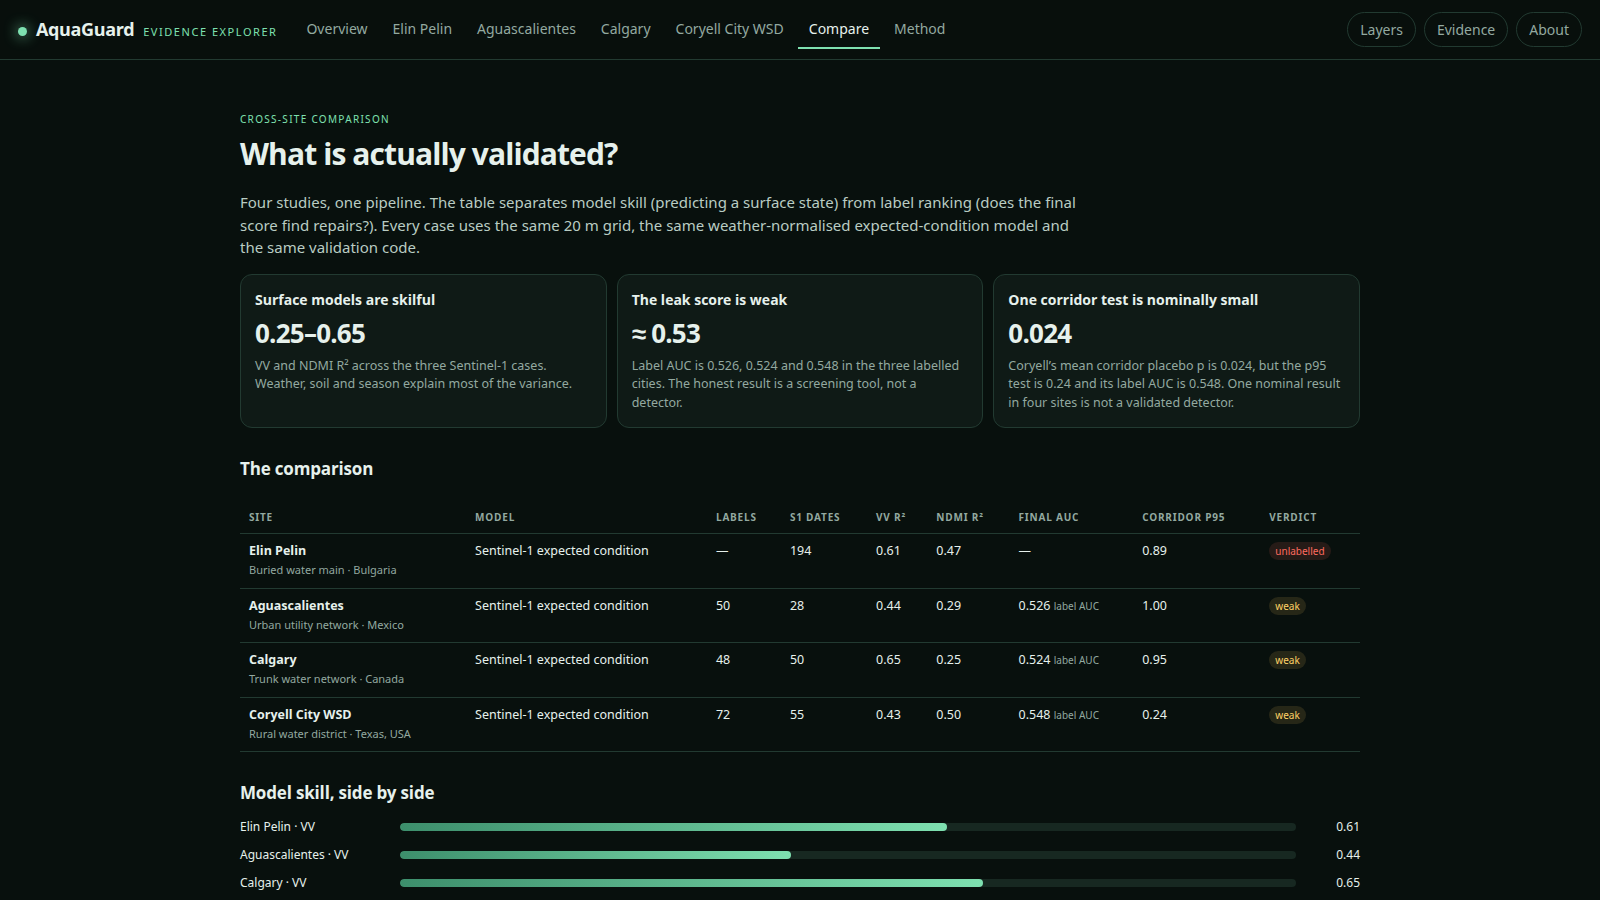 AquaGuard EVIDENCE EXPLORER
Overview
Elin Pelin
Aguascalientes
Calgary
Coryell City WSD
Compare
Method
Layers
Evidence
About
CROSS-SITE COMPARISON
What is actually validated?
Four studies, one pipeline. The table separates model skill (predicting a surface state) from label ranking (does the final
score find repairs?). Every case uses the same 20 m grid, the same weather-normalised expected-condition model and
the same validation code.
Surface models are skilful
0.25–0.65
VV and NDMI R² across the three Sentinel-1 cases.
Weather, soil and season explain most of the variance.
The leak score is weak
≈ 0.53
Label AUC is 0.526, 0.524 and 0.548 in the three labelled
cities. The honest result is a screening tool, not a
detector.
One corridor test is nominally small
0.024
Coryell’s mean corridor placebo p is 0.024, but the p95
test is 0.24 and its label AUC is 0.548. One nominal result
in four sites is not a validated detector.
The comparison
SITE MODEL LABELS S1 DATES VV R² NDMI R² FINAL AUC CORRIDOR P95 VERDICT
Elin Pelin Sentinel-1 expected condition — 194 0.61 0.47 — 0.89 unlabelled
Buried water main · Bulgaria
Aguascalientes Sentinel-1 expected condition 50 28 0.44 0.29 0.526 label AUC 1.00 weak
Urban utility network · Mexico
Calgary Sentinel-1 expected condition 48 50 0.65 0.25 0.524 label AUC 0.95 weak
Trunk water network · Canada
Coryell City WSD Sentinel-1 expected condition 72 55 0.43 0.50 0.548 label AUC 0.24 weak
Rural water district · Texas, USA
Model skill, side by side
Elin Pelin · VV 0.61
Aguascalientes · VV 0.44
Calgary · VV 0.65